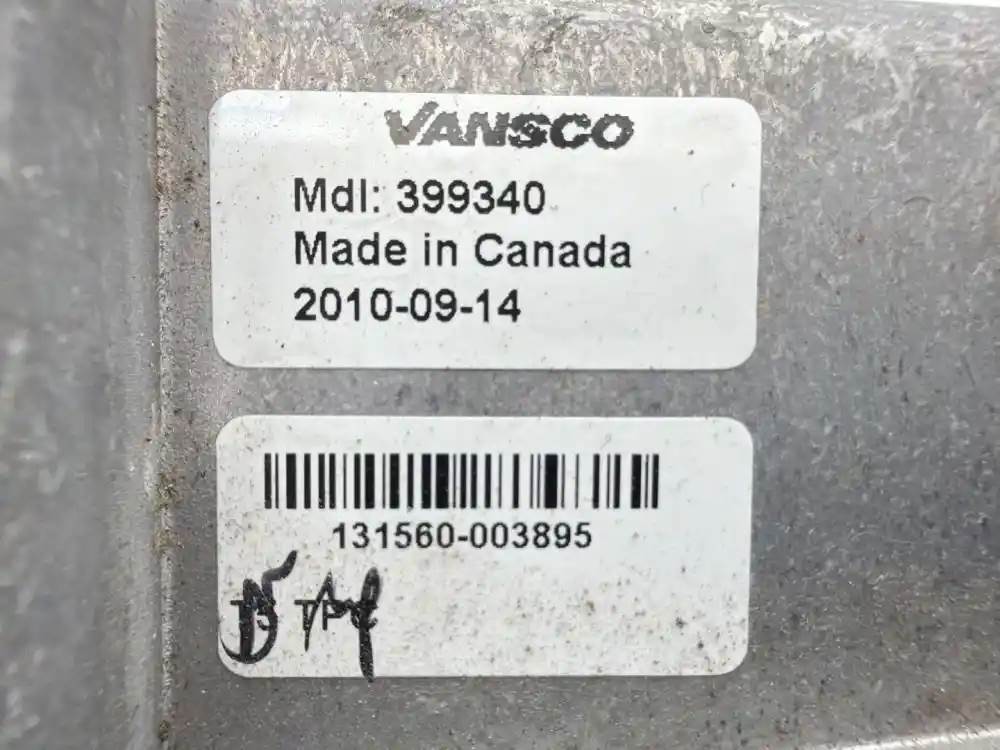 VANSCO
Mdl: 399340
Made in Canada
2010-09-14
131560-003895